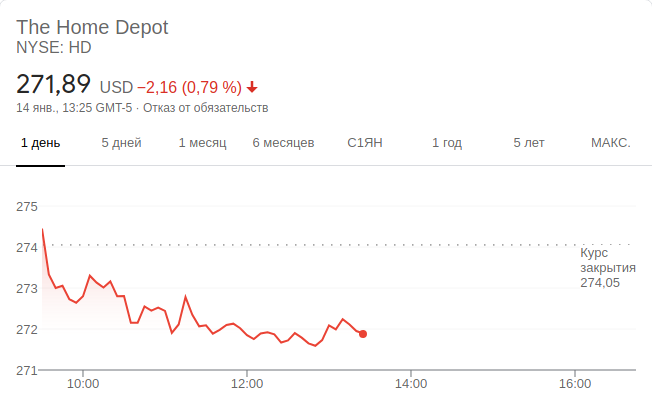 The Home Depot
NYSE: HD
271,89 USD −2,16 (0,79 %)
14 янв., 13:25 GMT-5 · Отказ от обязательств
1 день 5 дней 1 месяц 6 месяцев С1ЯН 1 год 5 лет МАКС.
275
274
Курс
закрытия
274,05
273
272
271
10:00 12:00 14:00 16:00